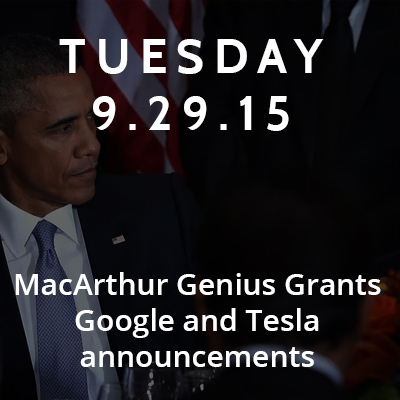 TUESDAY
9.29.15
MacArthur Genius Grants
Google and Tesla
announcements